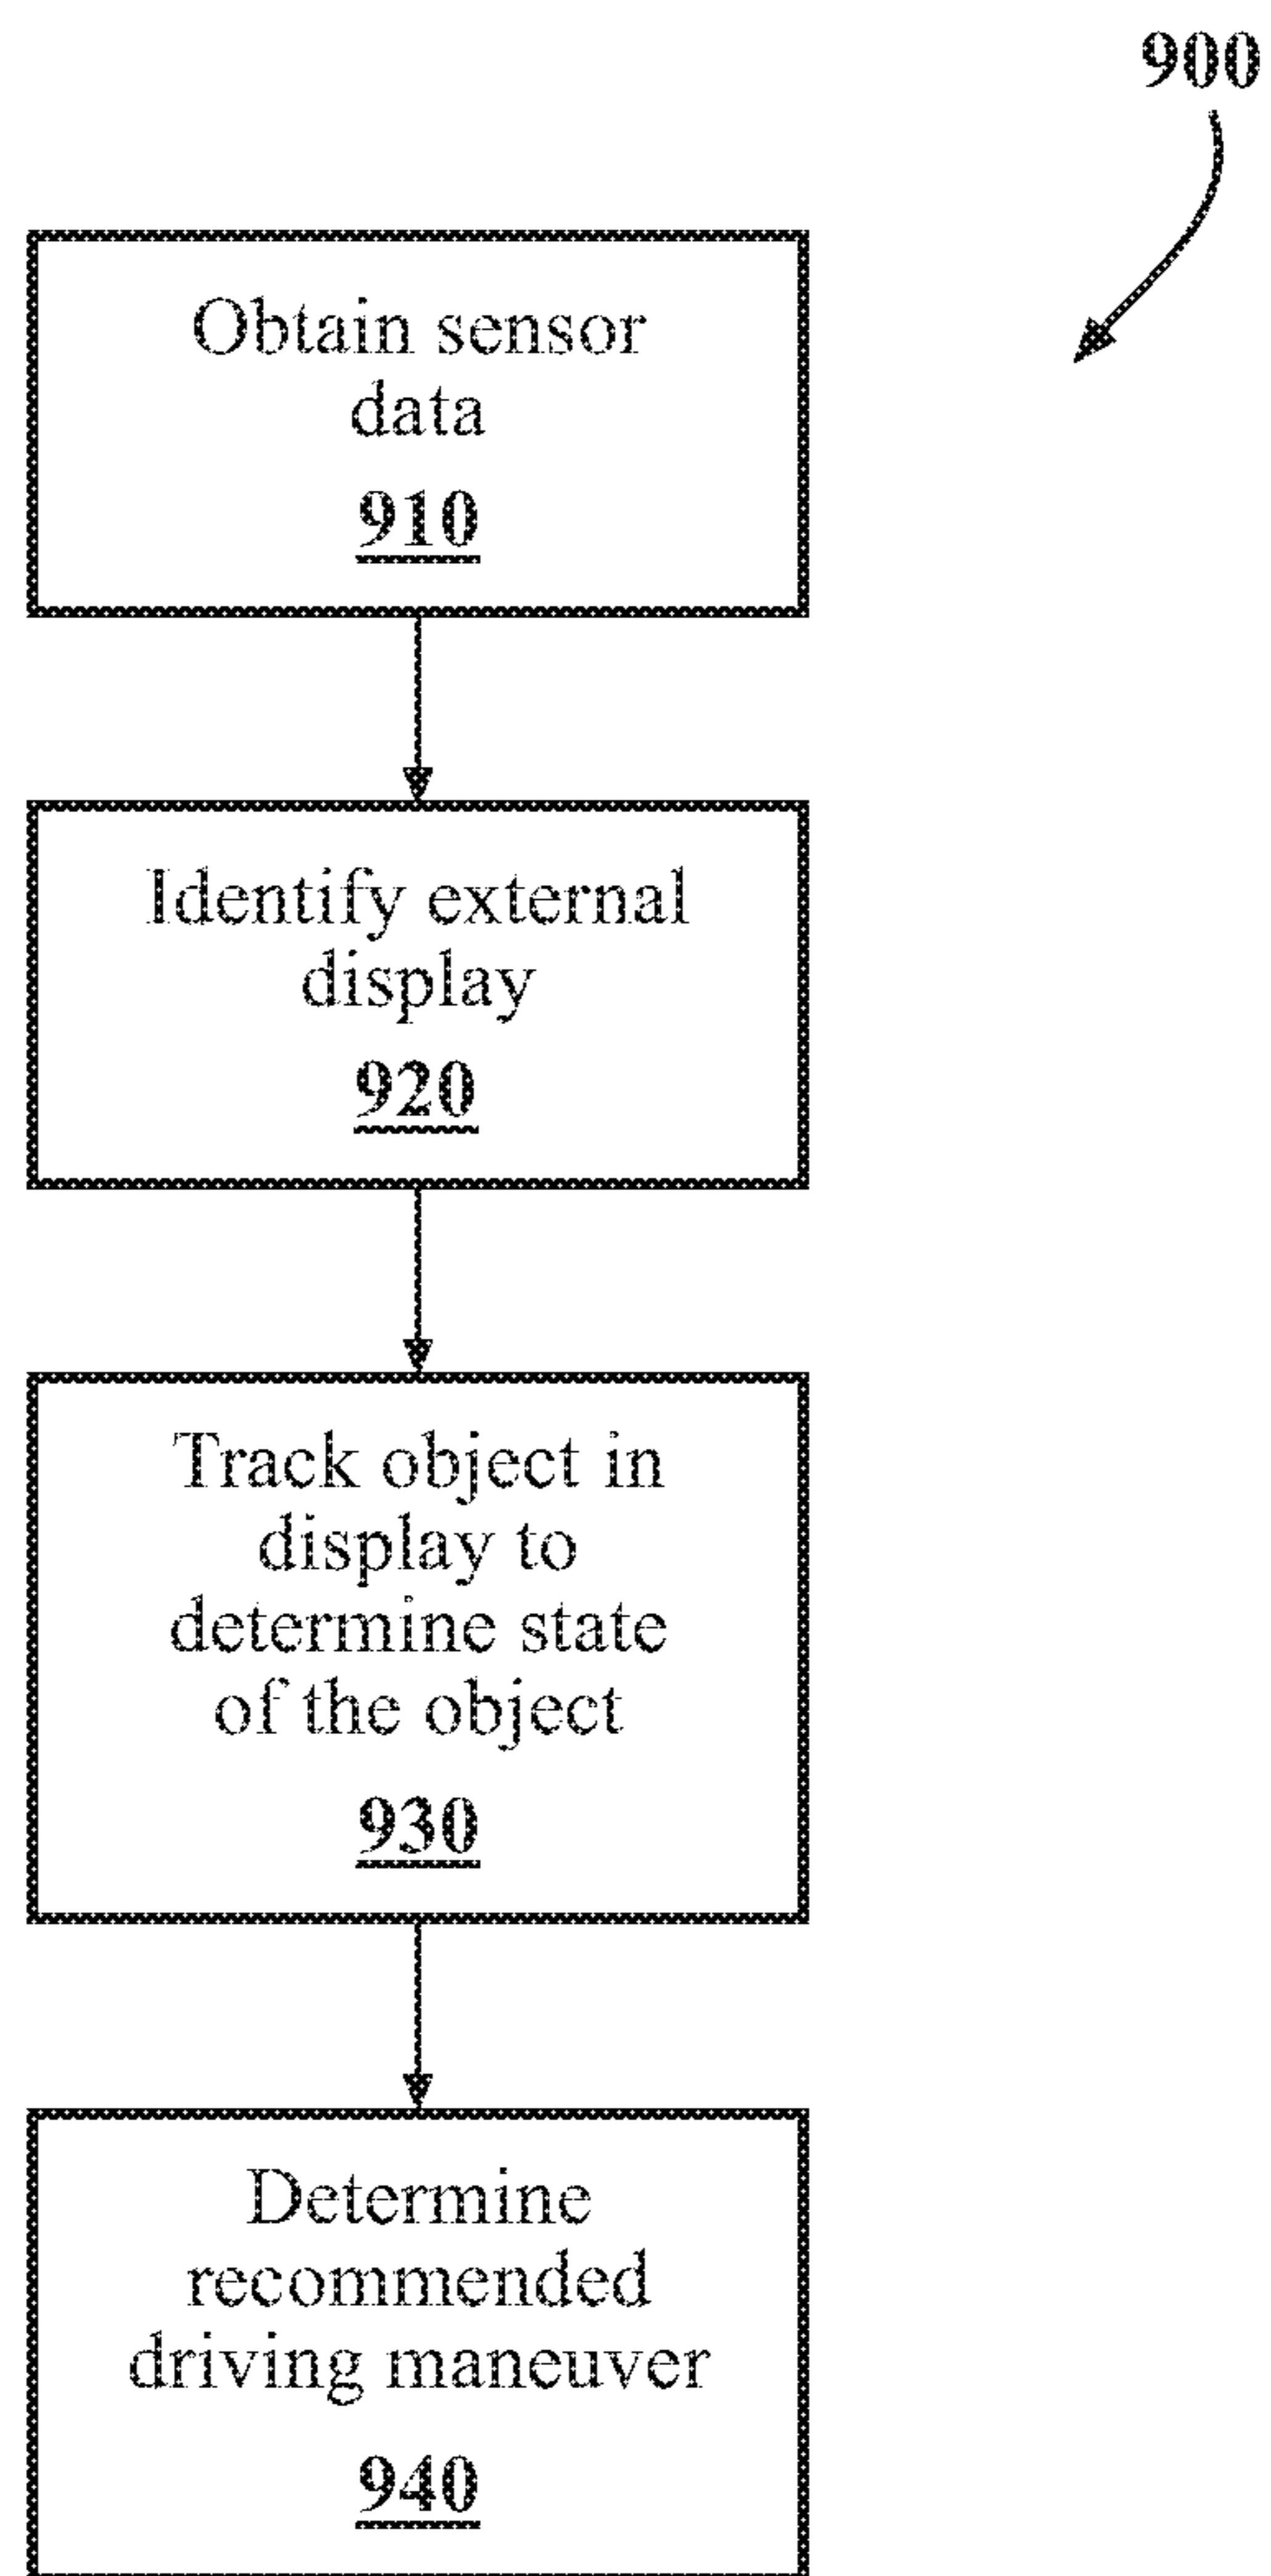 900
Obtain sensor
data
910
Identify external
display
920
Track object in
display to
determine state
of the object
930
Determine
recommended
driving maneuver
940